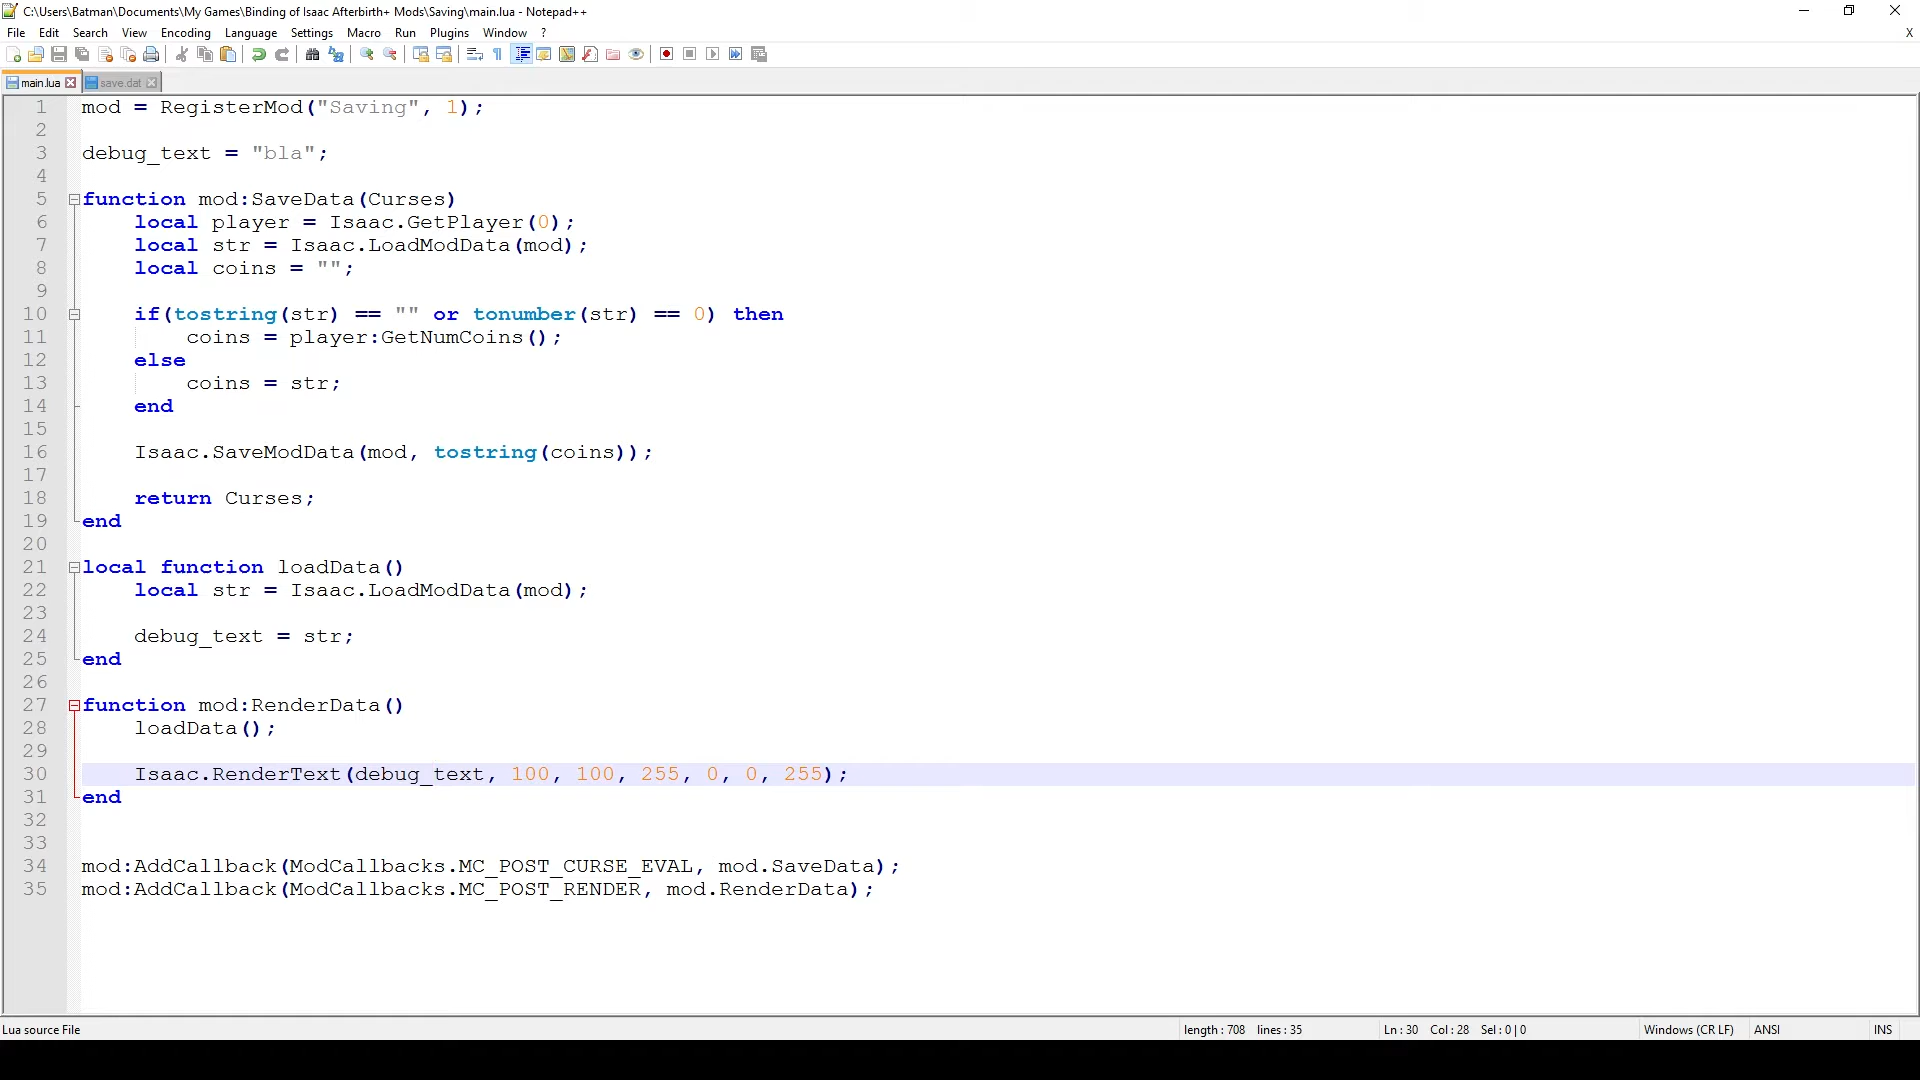 C:\Users\Batman\Documents\My Games\Binding of Isaac Afterbirth+ Mods\Saving\main.lua - Notepad++
File Edit Search View Encoding Language Settings Macro Run Plugins Window ? X
main.lua save.dat
1 mod = RegisterMod("Saving", 1);
2
3 debug_text = "bla";
4
5 function mod:SaveData(Curses)
6 local player = Isaac.GetPlayer(0);
7 local str = Isaac.LoadModData(mod);
8 local coins = "";
9
10 if(tostring(str) == "" or tonumber(str) == 0) then
11 coins = player:GetNumCoins();
12 else
13 coins = str;
14 end
15
16 Isaac.SaveModData(mod, tostring(coins));
17
18 return Curses;
19 end
20
21 local function loadData()
22 local str = Isaac.LoadModData(mod);
23
24 debug_text = str;
25 end
26
27 function mod:RenderData()
28 loadData();
29
30 Isaac.RenderText(debug_text, 100, 100, 255, 0, 0, 255);
31 end
32
33
34 mod:AddCallback(ModCallbacks.MC_POST_CURSE_EVAL, mod.SaveData);
35 mod:AddCallback(ModCallbacks.MC_POST_RENDER, mod.RenderData);
Lua source File length : 708 lines : 35 Ln : 30 Col : 28 Sel : 0 | 0 Windows (CR LF) ANSI INS